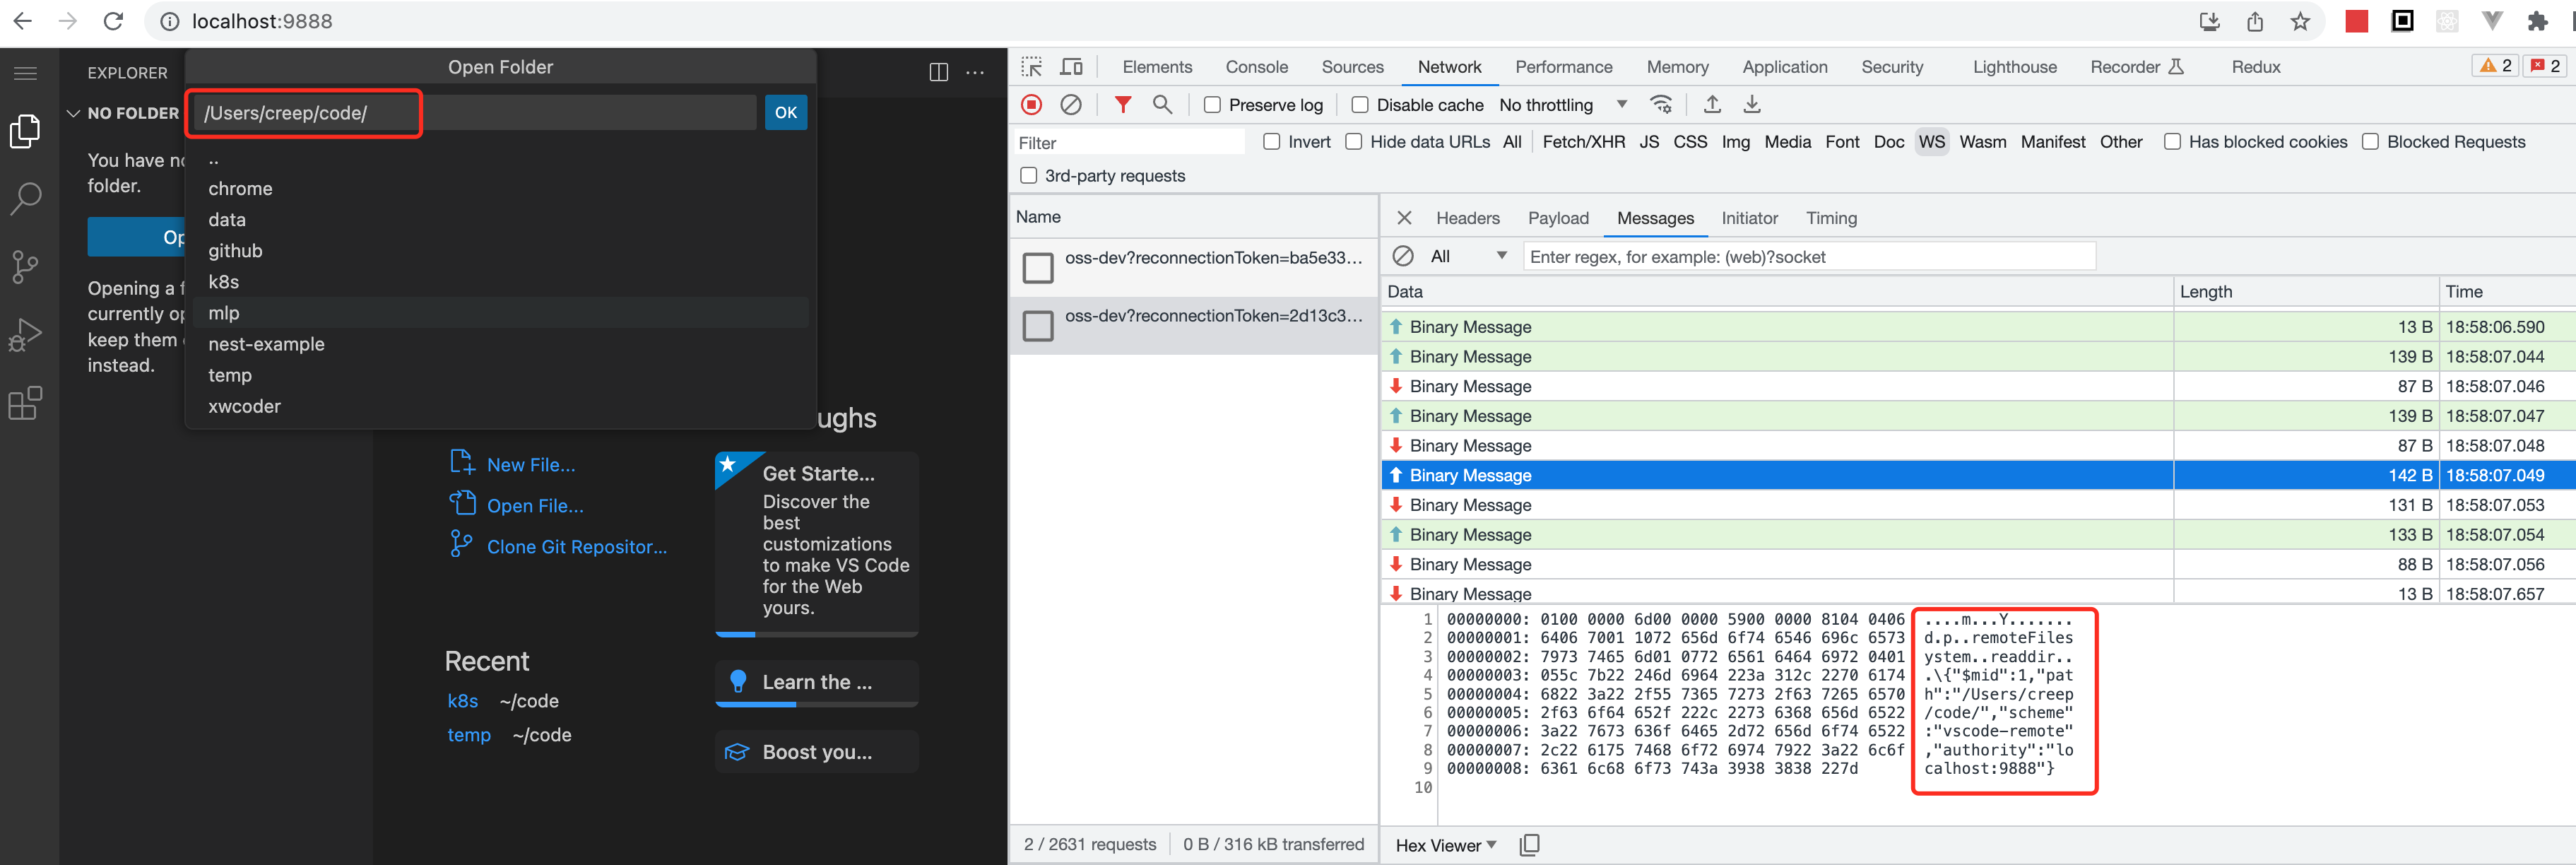 localhost:9888
EXPLORER
NO FOLDER
You have no
folder.
Op
Opening a f
currently op
keep them
instead.
Open Folder
/Users/creep/code/
OK
..
chrome
data
github
k8s
mlp
nest-example
temp
xwcoder
ughs
New File...
Open File...
Clone Git Repositor...
Recent
k8s ~/code
temp ~/code
Get Starte...
Discover the
best
customizations
to make VS Code
for the Web
yours.
Learn the ...
Boost you...
Elements Console Sources Network Performance Memory Application Security Lighthouse Recorder Redux 2 2
Preserve log Disable cache No throttling
Filter Invert Hide data URLs All Fetch/XHR JS CSS Img Media Font Doc WS Wasm Manifest Other Has blocked cookies Blocked Requests
3rd-party requests
Name
oss-dev?reconnectionToken=ba5e33...
oss-dev?reconnectionToken=2d13c3...
2 / 2631 requests 0 B / 316 kB transferred
Headers Payload Messages Initiator Timing
All Enter regex, for example: (web)?socket
Data Length Time
Binary Message 13 B 18:58:06.590
Binary Message 139 B 18:58:07.044
Binary Message 87 B 18:58:07.046
Binary Message 139 B 18:58:07.047
Binary Message 87 B 18:58:07.048
Binary Message 142 B 18:58:07.049
Binary Message 131 B 18:58:07.053
Binary Message 133 B 18:58:07.054
Binary Message 88 B 18:58:07.056
Binary Message 13 B 18:58:07.657
1 00000000: 0100 0000 6d00 0000 5900 0000 8104 0406 ....m...Y.......
2 00000001: 6406 7001 1072 656d 6f74 6546 696c 6573 d.p..remoteFiles
3 00000002: 7973 7465 6d01 0772 6561 6464 6972 0401 ystem..readdir..
4 00000003: 055c 7b22 246d 6964 223a 312c 2270 6174 .\{"$mid":1,"pat
5 00000004: 6822 3a22 2f55 7365 7273 2f63 7265 6570 h":"/Users/creep
6 00000005: 2f63 6f64 652f 222c 2273 6368 656d 6522 /code/","scheme"
7 00000006: 3a22 7673 636f 6465 2d72 656d 6f74 6522 :"vscode-remote"
8 00000007: 2c22 6175 7468 6f72 6974 7922 3a22 6c6f ,"authority":"lo
9 00000008: 6361 6c68 6f73 743a 3938 3838 227d calhost:9888"}
10
Hex Viewer